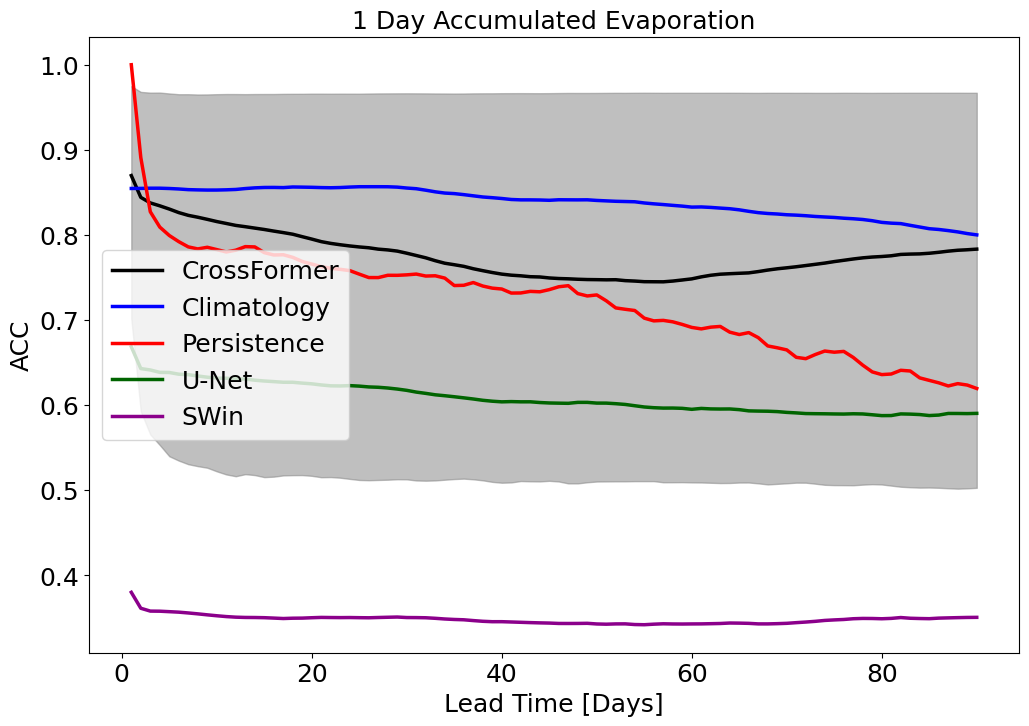 1 Day Accumulated Evaporation
1.0
0.9
0.8
0.7
0.6
0.5
0.4
ACC
CrossFormer
Climatology
Persistence
U-Net
SWin
0
20
40
60
80
Lead Time [Days]